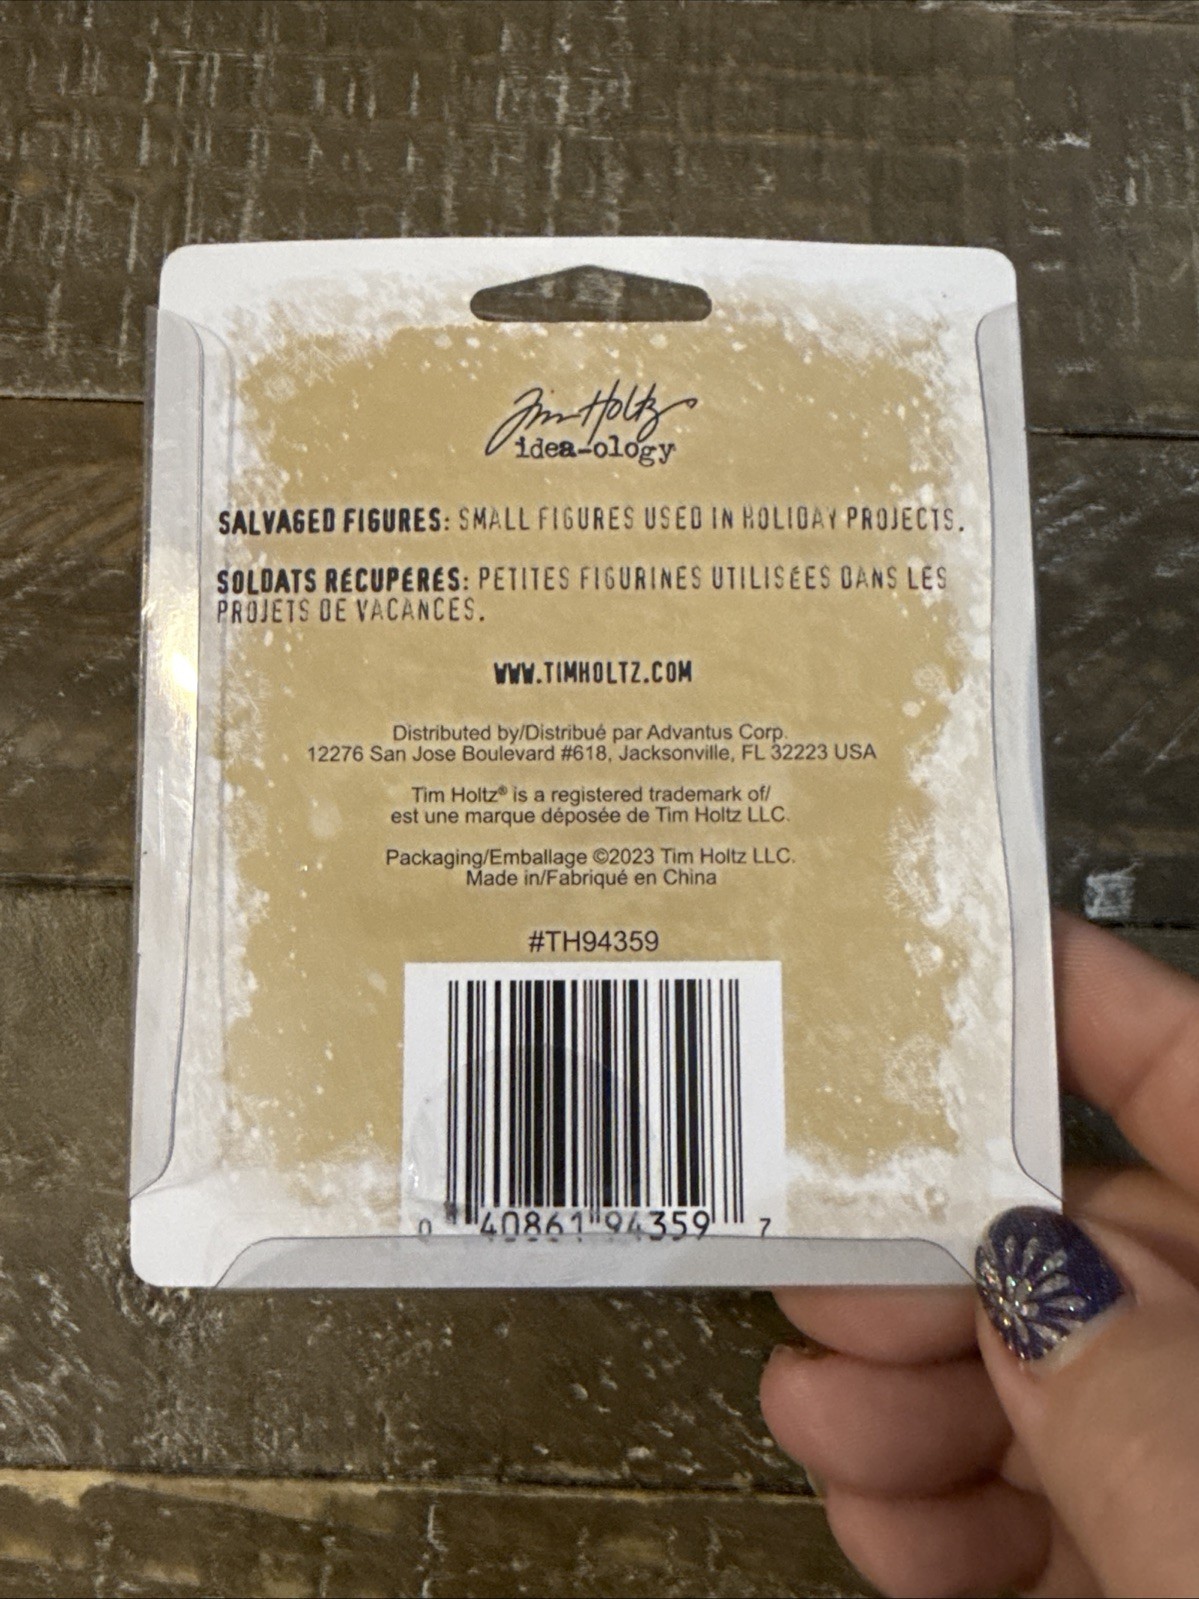 Tim Holtz
idea-ology
SALVAGED FIGURES: SMALL FIGURES USED IN HOLIDAY PROJECTS.
SOLDATS RÉCUPÉRÉS: PETITES FIGURINES UTILISÉES DANS LES
PROJETS DE VACANCES.
WWW.TIMHOLTZ.COM
Distributed by/Distribué par Advantus Corp.
12276 San Jose Boulevard #618, Jacksonville, FL 32223 USA
Tim Holtz® is a registered trademark of/
est une marque déposée de Tim Holtz LLC.
Packaging/Emballage ©2023 Tim Holtz LLC.
Made in/Fabriqué en China
#TH94359
0 40861 94359 7